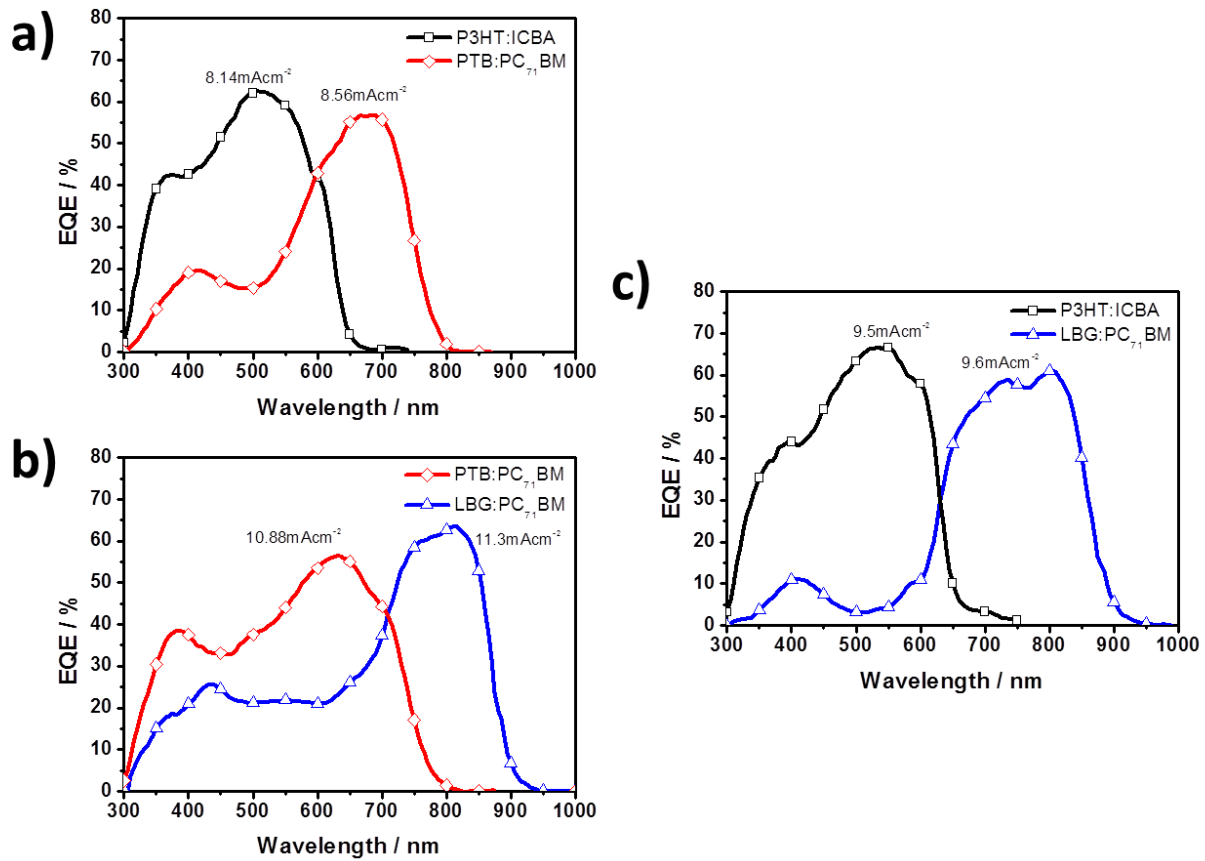 a)
80
70
60
50
40
30
20
10
0
EQE / %
P3HT:ICBA
PTB:PC₇₁BM
8.14mAcm⁻²
8.56mAcm⁻²
300 400 500 600 700 800 900 1000
Wavelength / nm
b)
80
70
60
50
40
30
20
10
0
EQE / %
PTB:PC₇₁BM
LBG:PC₇₁BM
10.88mAcm⁻²
11.3mAcm⁻²
300 400 500 600 700 800 900 1000
Wavelength / nm
c)
80
70
60
50
40
30
20
10
0
EQE / %
P3HT:ICBA
LBG:PC₇₁BM
9.5mAcm⁻²
9.6mAcm⁻²
300 400 500 600 700 800 900 1000
Wavelength / nm